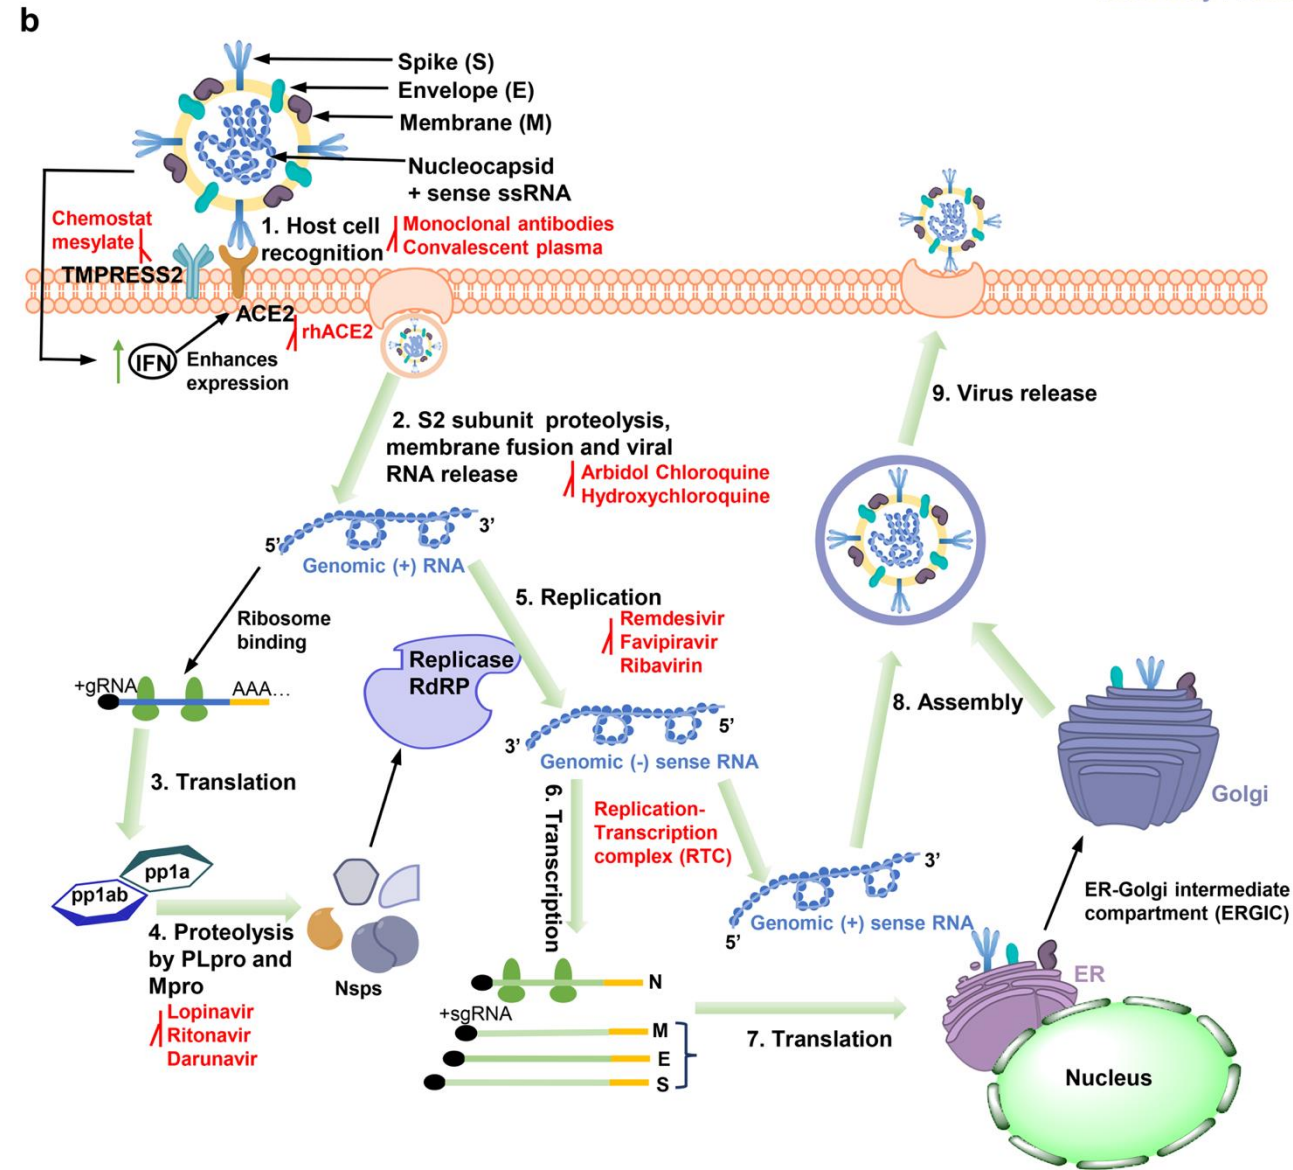 b
Spike (S)
Envelope (E)
Membrane (M)
Nucleocapsid
+ sense ssRNA
Chemostat
mesylate
TMPRESS2
1. Host cell
recognition
Monoclonal antibodies
Convalescent plasma
ACE2
rhACE2
IFN
Enhances
expression
2. S2 subunit proteolysis,
membrane fusion and viral
RNA release
Arbidol Chloroquine
Hydroxychloroquine
9. Virus release
5'
3'
Genomic (+) RNA
Ribosome
binding
5. Replication
Remdesivir
Favipiravir
Ribavirin
+gRNA
AAA...
Replicase
RdRP
3'
5'
Genomic (-) sense RNA
8. Assembly
3. Translation
6. Transcription
Replication-
Transcription
complex (RTC)
Golgi
pp1a
pp1ab
3'
5'
Genomic (+) sense RNA
ER-Golgi intermediate
compartment (ERGIC)
4. Proteolysis
by PLpro and
Mpro
Lopinavir
Ritonavir
Darunavir
Nsps
N
+sgRNA
M
E
S
7. Translation
ER
Nucleus